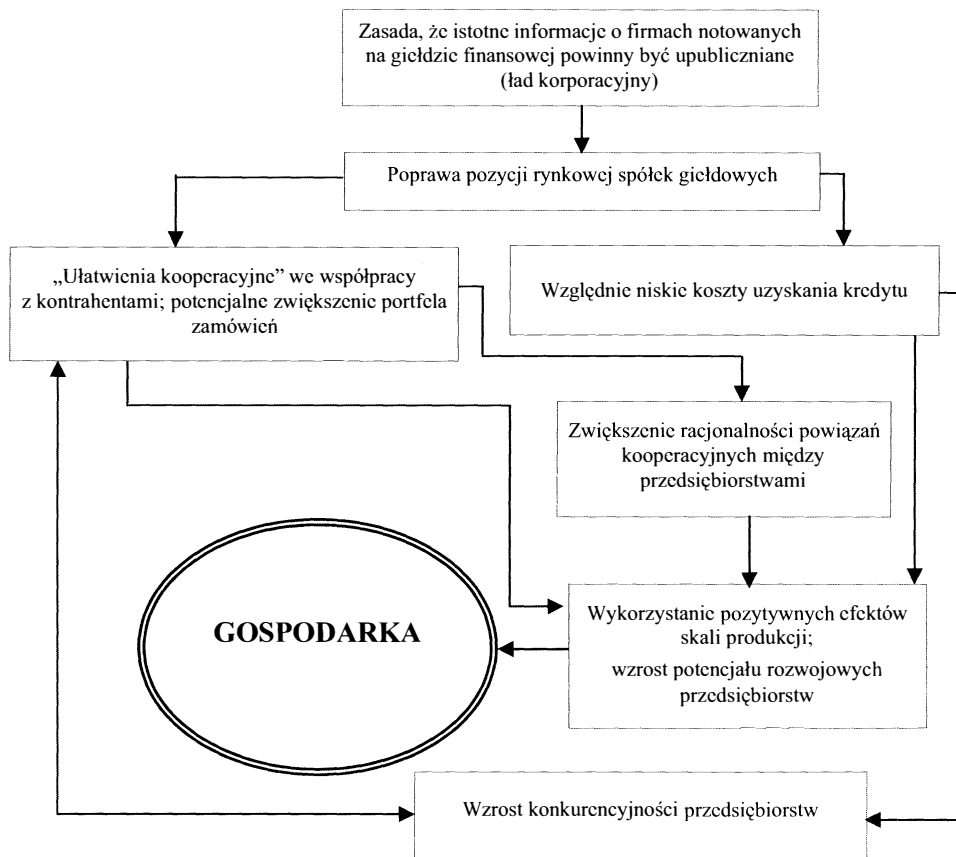 Zasada, że istotne informacje o firmach notowanych
na giełdzie finansowej powinny być upubliczniane
(ład korporacyjny)
Poprawa pozycji rynkowej spółek giełdowych
„Ułatwienia kooperacyjne” we współpracy
z kontrahentami; potencjalne zwiększenie portfela
zamówień
Względnie niskie koszty uzyskania kredytu
Zwiększenie racjonalności powiązań
kooperacyjnych między
przedsiębiorstwami
GOSPODARKA
Wykorzystanie pozytywnych efektów
skali produkcji;
wzrost potencjału rozwojowych
przedsiębiorstw
Wzrost konkurencyjności przedsiębiorstw